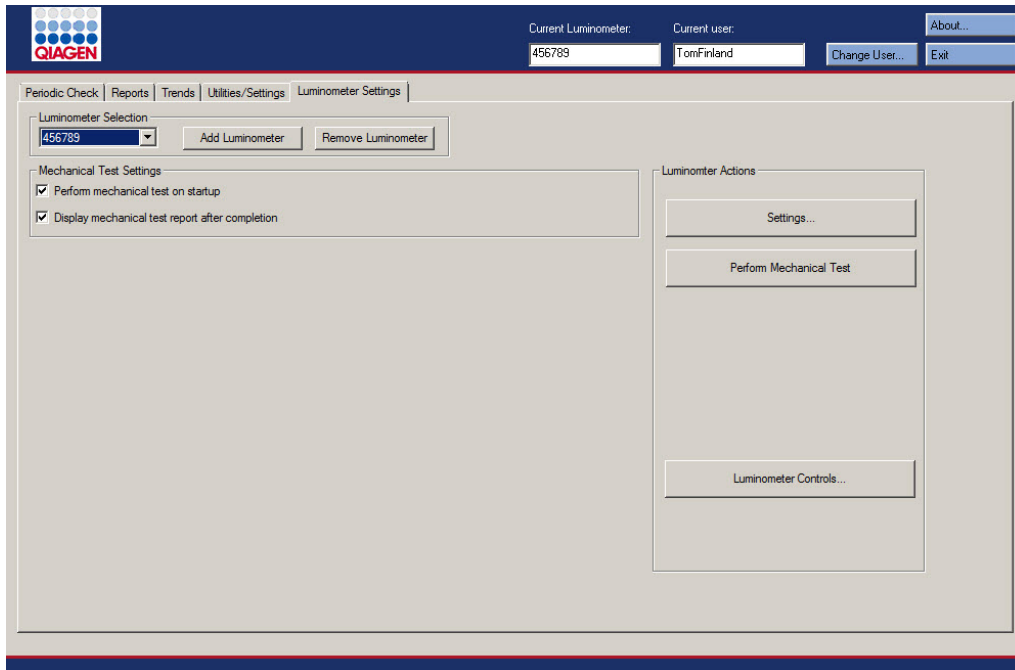 QIAGEN
Current Luminometer:
Current user:
About...
456789
TomFinland
Change User...
Exit
Periodic Check
Reports
Trends
Utilities/Settings
Luminometer Settings
Luminometer Selection
456789
Add Luminometer
Remove Luminometer
Mechanical Test Settings
Perform mechanical test on startup
Display mechanical test report after completion
Luminomter Actions
Settings...
Perform Mechanical Test
Luminometer Controls...